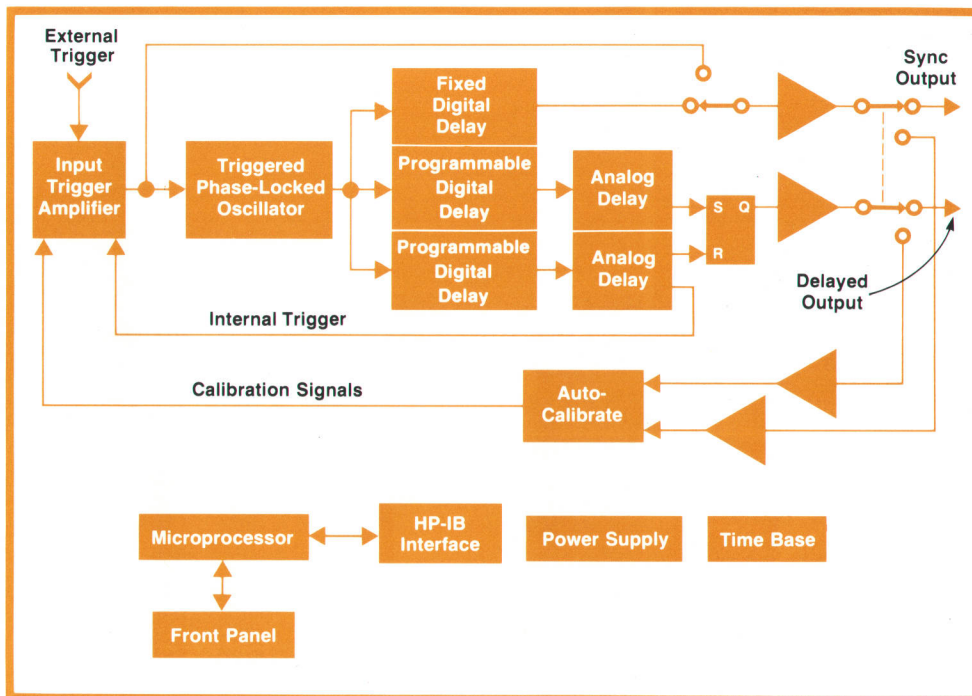 External
Trigger
Sync
Output
Input
Trigger
Amplifier
Triggered
Phase-Locked
Oscillator
Fixed
Digital
Delay
Programmable
Digital
Delay
Programmable
Digital
Delay
Analog
Delay
Analog
Delay
S Q
R
Delayed
Output
Internal Trigger
Calibration Signals
Auto-
Calibrate
Microprocessor
HP-IB
Interface
Power Supply
Time Base
Front Panel